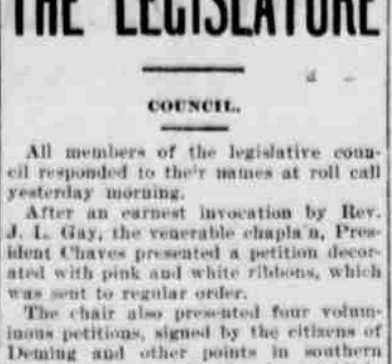 THE LEGISLATURE
COUNCIL.
All members of the legislative coun-
cil responded to the'r names at roll call
yesterday morning.
After an earnest invocation by Rev.
J. L. Gay, the venerable chapla'n, Pres-
ident Chaves presented a petition decor-
ated with pink and white ribbons, which
was sent to regular order.
The chair also presented four volum-
inous petitions, signed by the citizens of
Deming and other points in southern